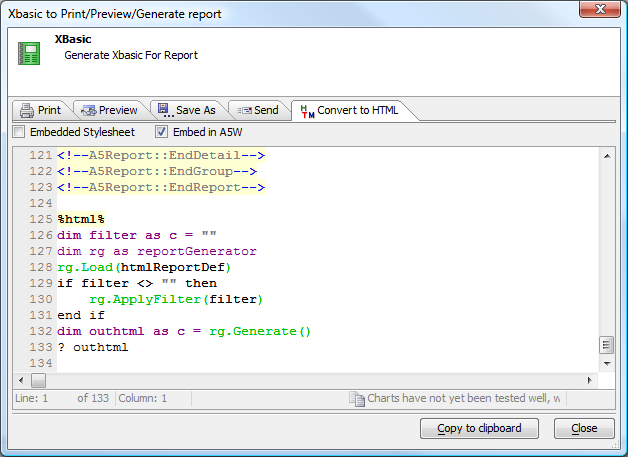 Xbasic to Print/Preview/Generate report
XBasic
Generate Xbasic For Report
Print Preview Save As Send HTM Convert to HTML
Embedded Stylesheet Embed in A5W
121 <!--A5Report::EndDetail-->
122 <!--A5Report::EndGroup-->
123 <!--A5Report::EndReport-->
124
125 %html%
126 dim filter as c = ""
127 dim rg as reportGenerator
128 rg.Load(htmlReportDef)
129 if filter <> "" then
130     rg.ApplyFilter(filter)
131 end if
132 dim outhtml as c = rg.Generate()
133 ? outhtml
134
Line: 1 of 133 Column: 1 Charts have not yet been tested well, w
Copy to clipboard Close